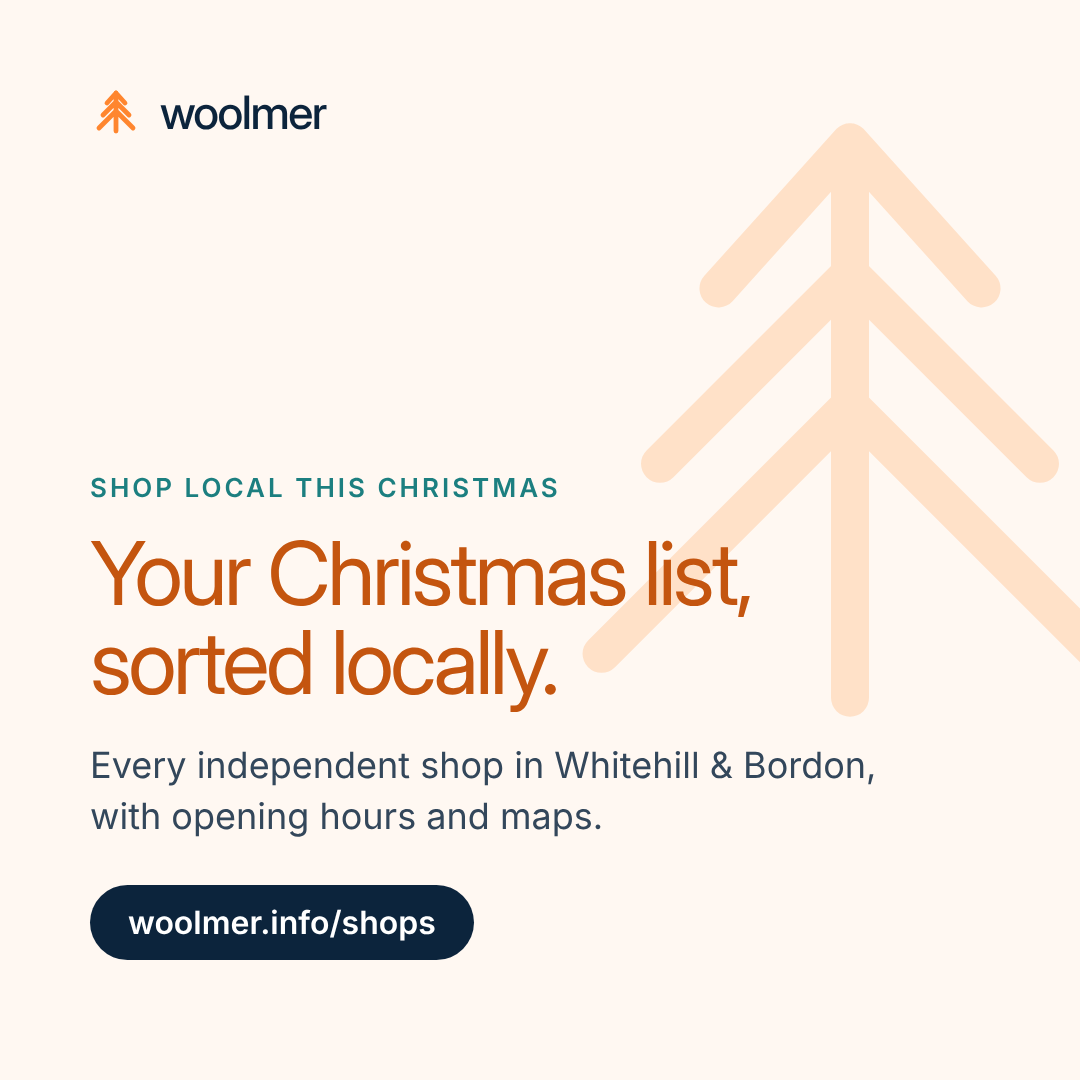 woolmer
SHOP LOCAL THIS CHRISTMAS
Your Christmas list,
sorted locally.
Every independent shop in Whitehill & Bordon,
with opening hours and maps.
woolmer.info/shops